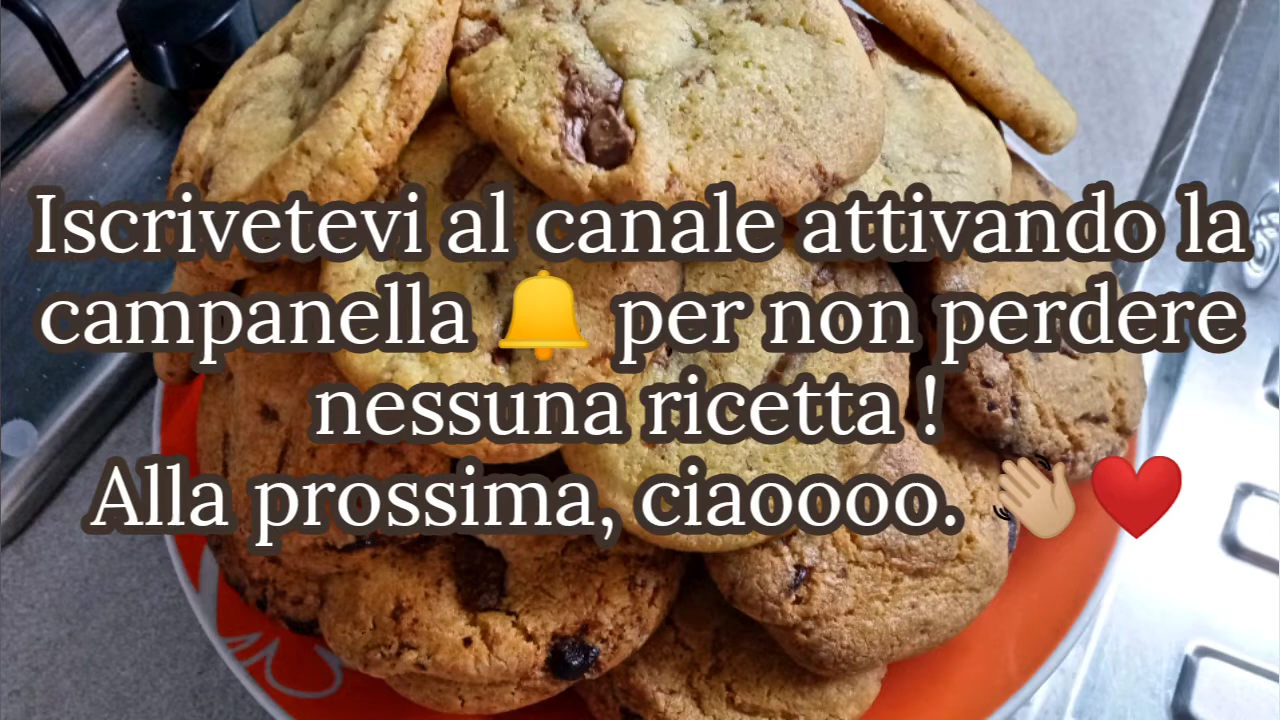 Iscrivetevi al canale attivando la
campanella 🔔 per non perdere
nessuna ricetta !
Alla prossima, ciaoooo. 👋🏼 ❤️